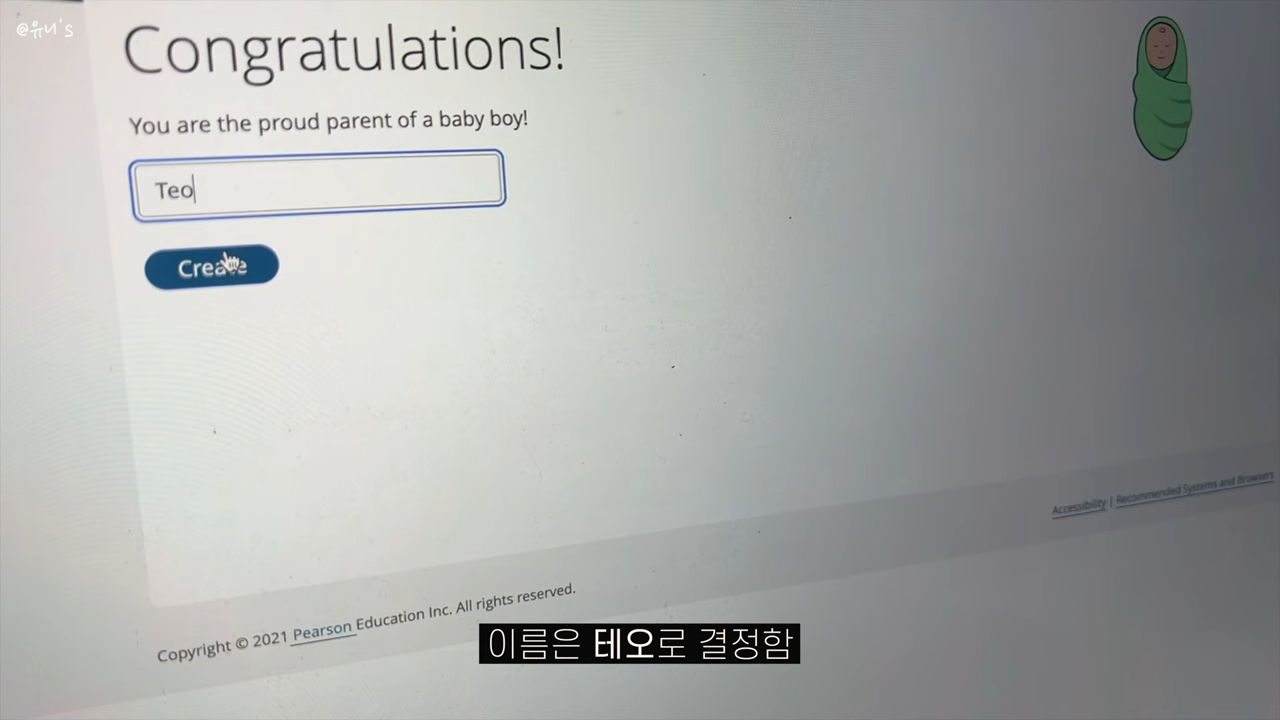 @유니's
Congratulations!
You are the proud parent of a baby boy!
Teo
Create
Accessibility | Recommended Systems and Browsers
Copyright © 2021 Pearson Education Inc. All rights reserved.
이름은 테오로 결정함